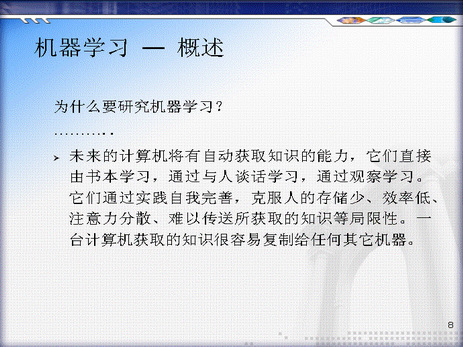 机器学习 — 概述
为什么要研究机器学习？
………‥
➢ 未来的计算机将有自动获取知识的能力，它们直接
由书本学习，通过与人谈话学习，通过观察学习。
它们通过实践自我完善，克服人的存储少、效率低、
注意力分散、难以传送所获取的知识等局限性。一
台计算机获取的知识很容易复制给任何其它机器。
8